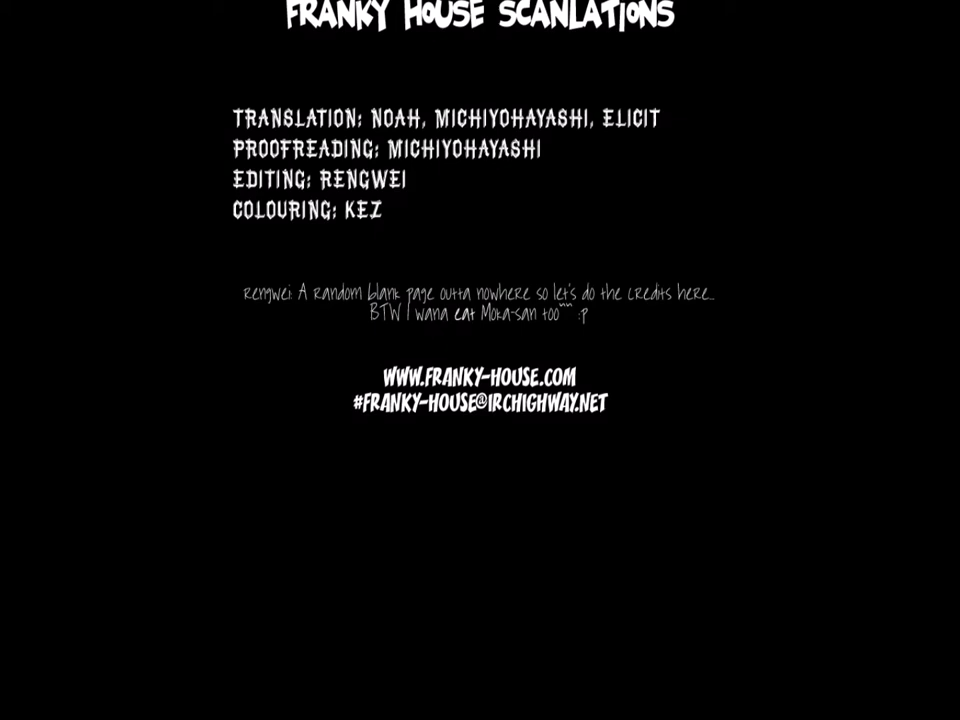 FRANKY HOUSE SCANLATIONS
TRANSLATION: NOAH, MICHIYOHAYASHI, ELICIT
PROOFREADING: MICHIYOHAYASHI
EDITING: RENGWEI
COLOURING: KEZ
rengwei: A random blank page outta nowhere so let's do the credits here...
BTW I wana eat Moka-san too~~ :p
WWW.FRANKY-HOUSE.COM
#FRANKY-HOUSE@IRCHIGHWAY.NET